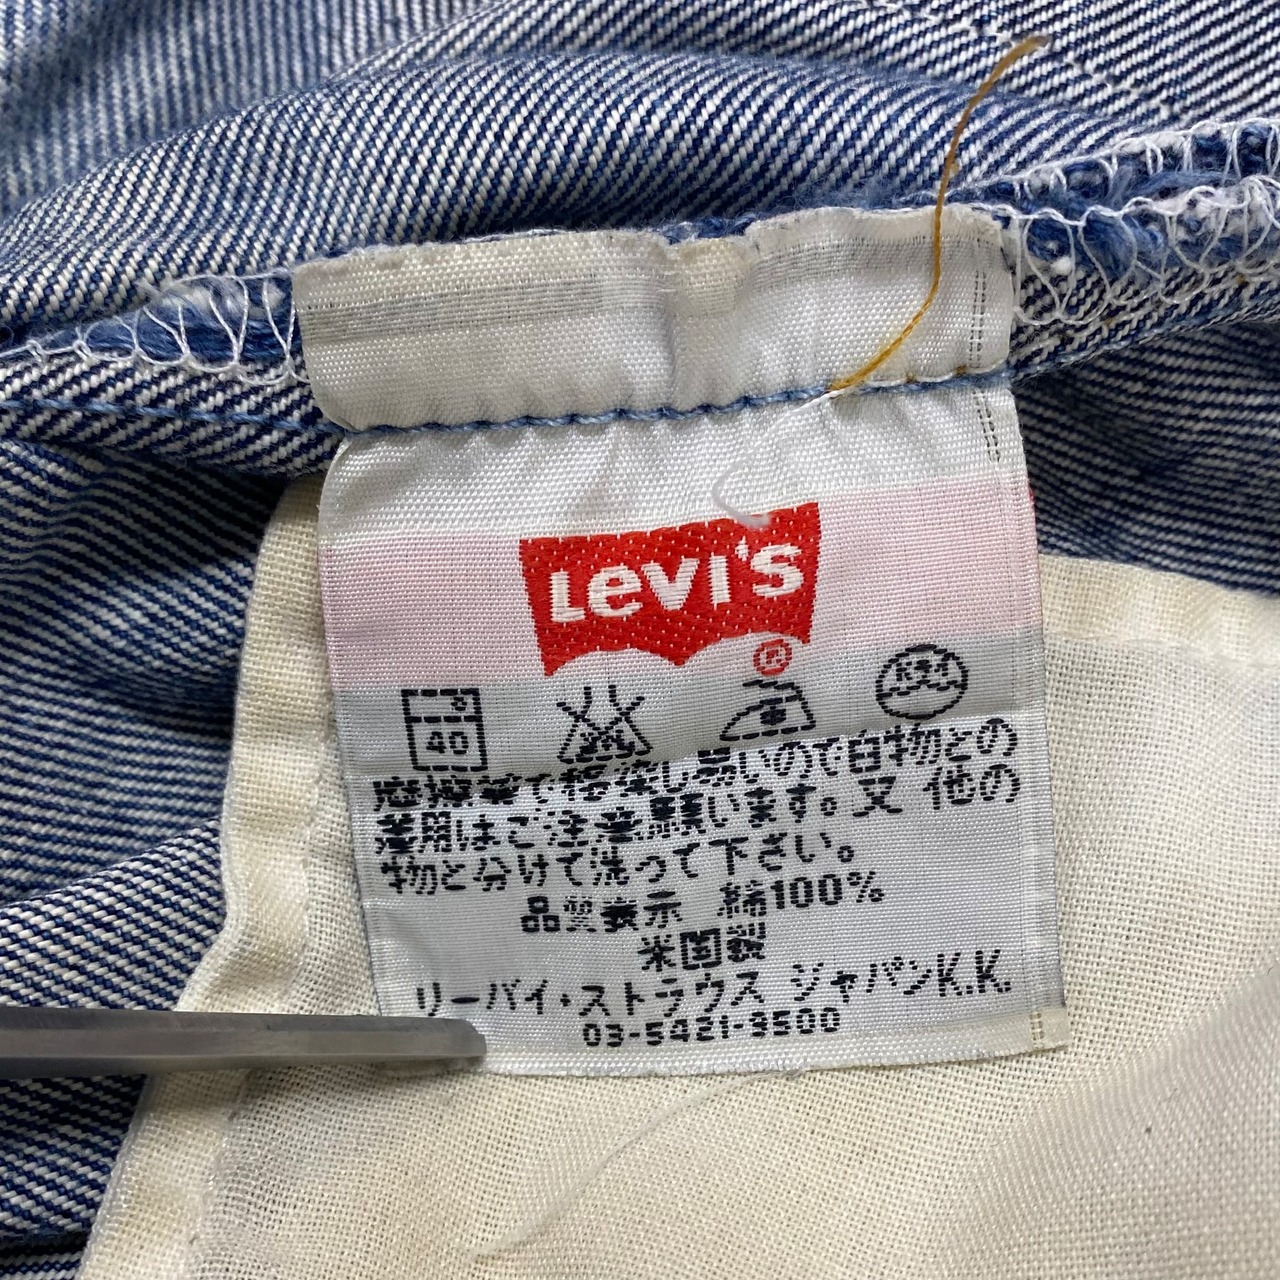 Levi's
®
40
感摩擦等で移染し易いので白物との
着用はご注意願います。又 他の
物と分けて洗って下さい。
品質表示 綿100%
米国製
リーバイ・ストラウス ジャパンK.K.
03-5421-3500